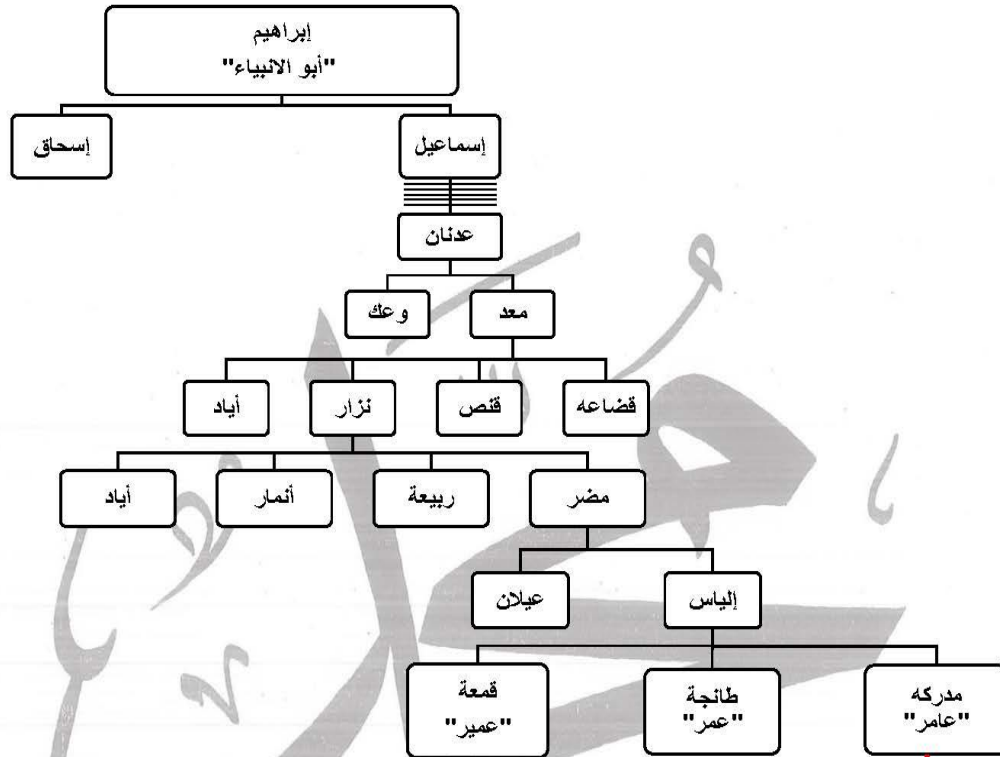 إبراهيم
"أبو الانبياء"
إسماعيل
إسحاق
عدنان
معد
وعك
قضاعه
قنص
نزار
أياد
مضر
ربيعة
أنمار
أياد
إلياس
عيلان
مدركه
"عامر"
طانجة
"عمر"
قمعة
"عمير"
محمد